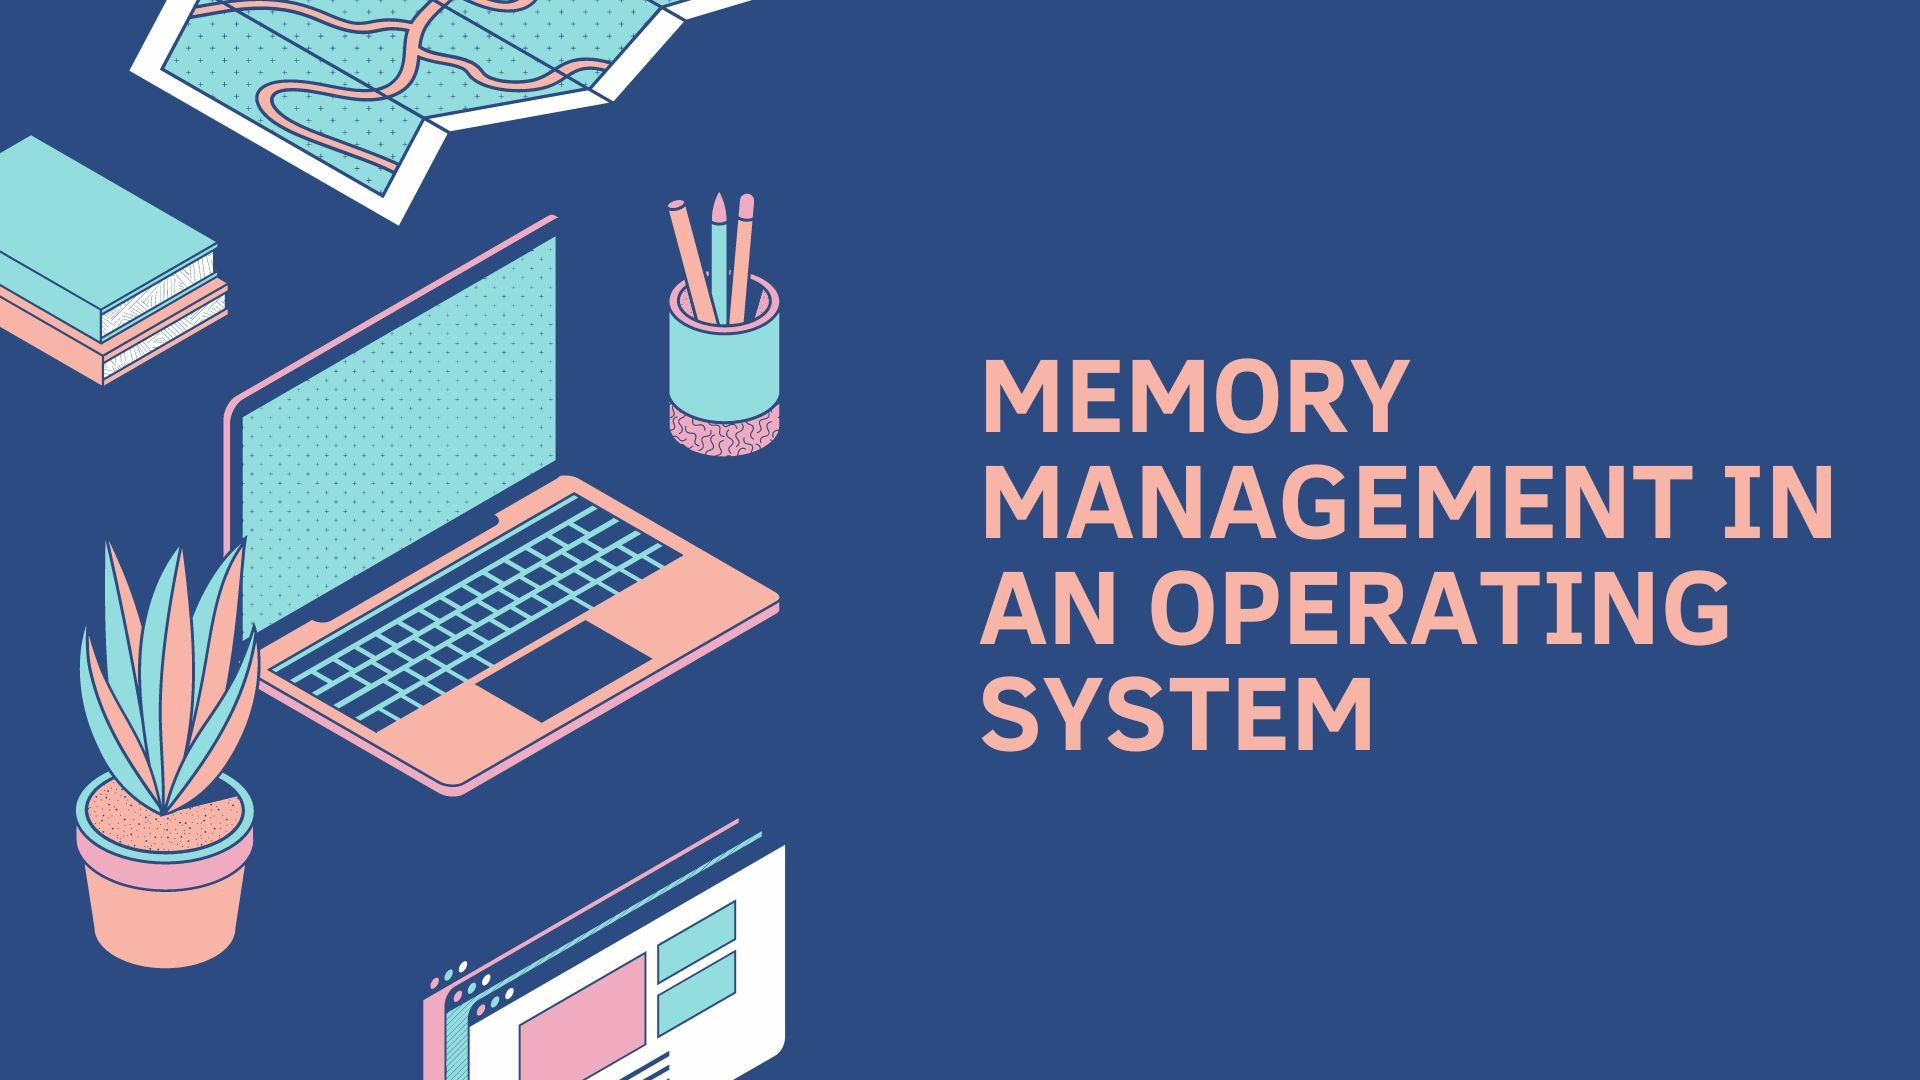 MEMORY
MANAGEMENT IN
AN OPERATING
SYSTEM